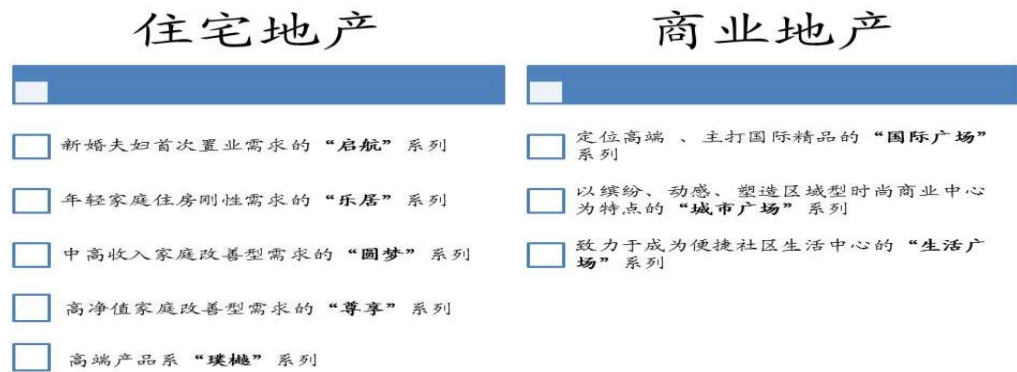 住宅地产
新婚夫妇首次置业需求的“启航”系列
年轻家庭住房刚性需求的“乐居”系列
中高收入家庭改善型需求的“圆梦”系列
高净值家庭改善型需求的“尊享”系列
高端产品系“璞樾”系列
商业地产
定位高端 、主打国际精品的“国际广场”
系列
以缤纷、动感、塑造区域型时尚商业中心
为特点的“城市广场”系列
致力于成为便捷社区生活中心的“生活广
场”系列